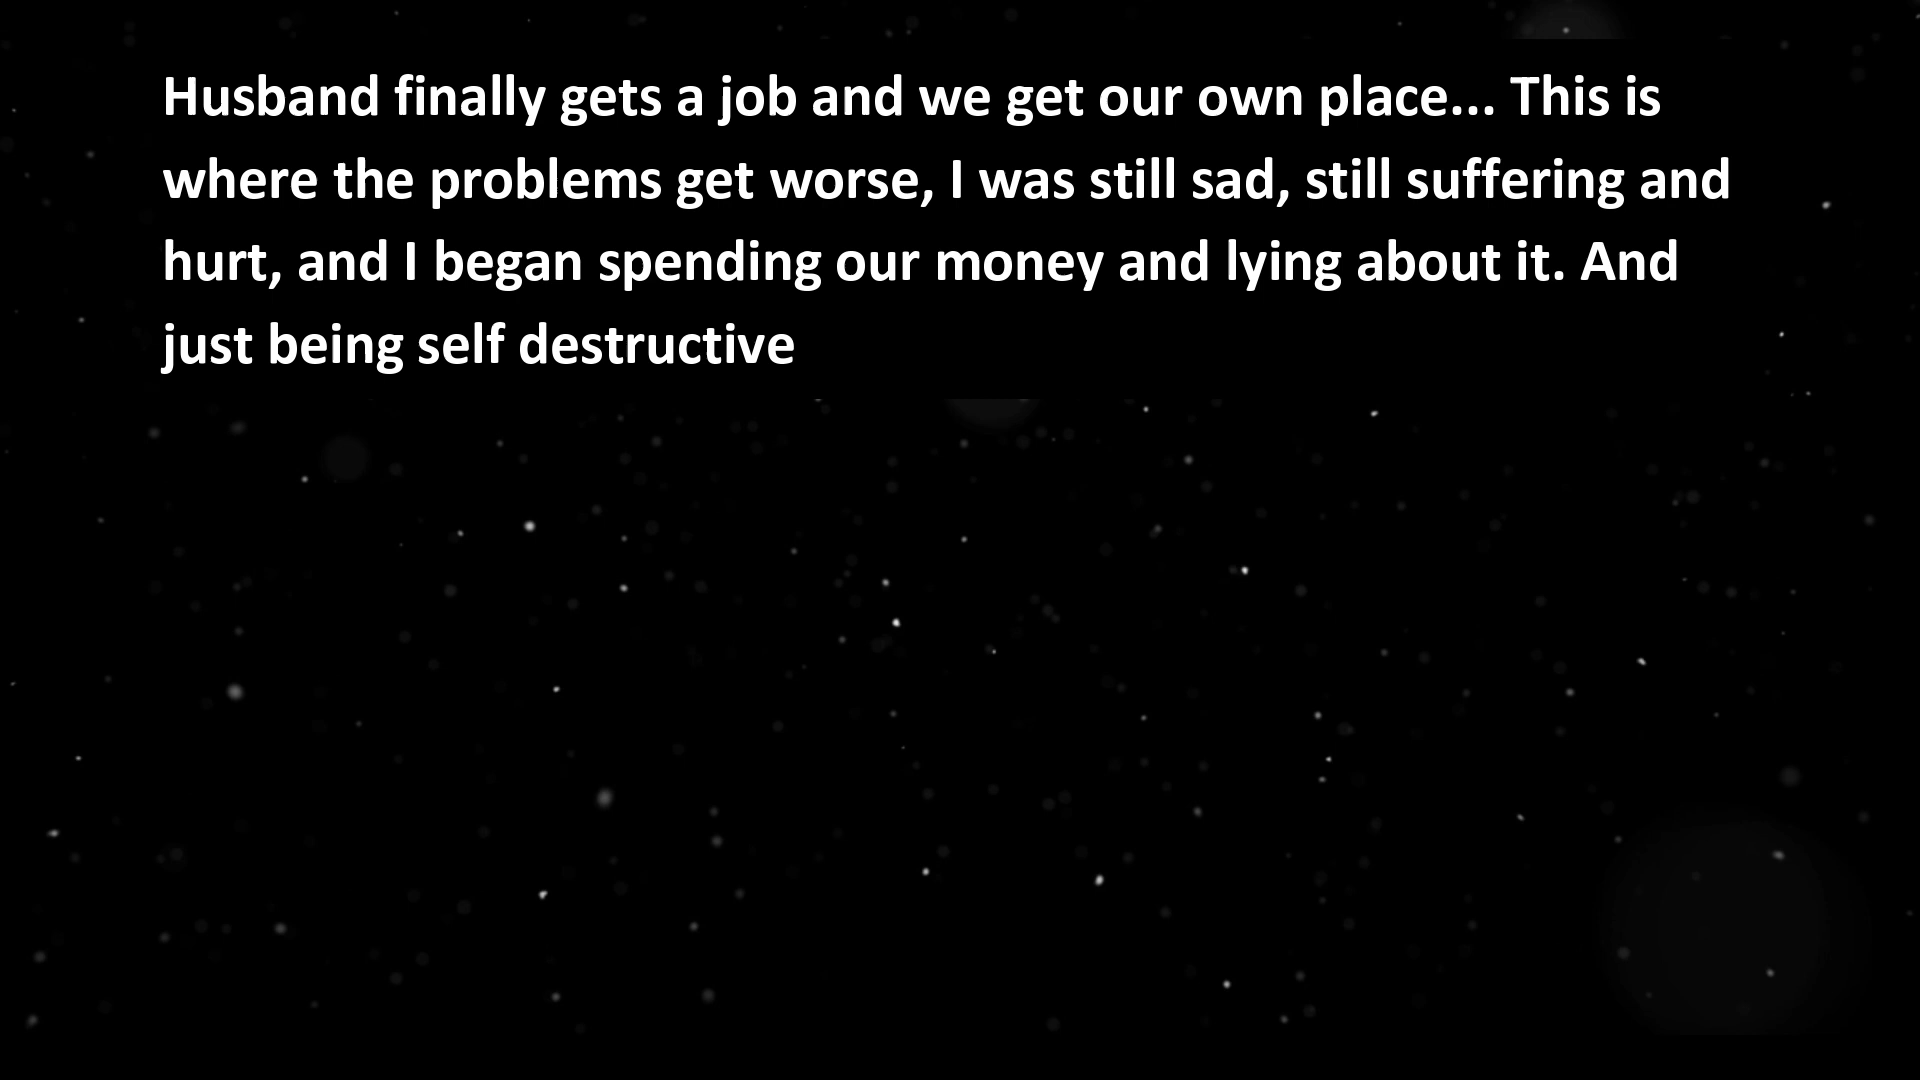 Husband finally gets a job and we get our own place... This is
where the problems get worse, I was still sad, still suffering and
hurt, and I began spending our money and lying about it. And
just being self destructive